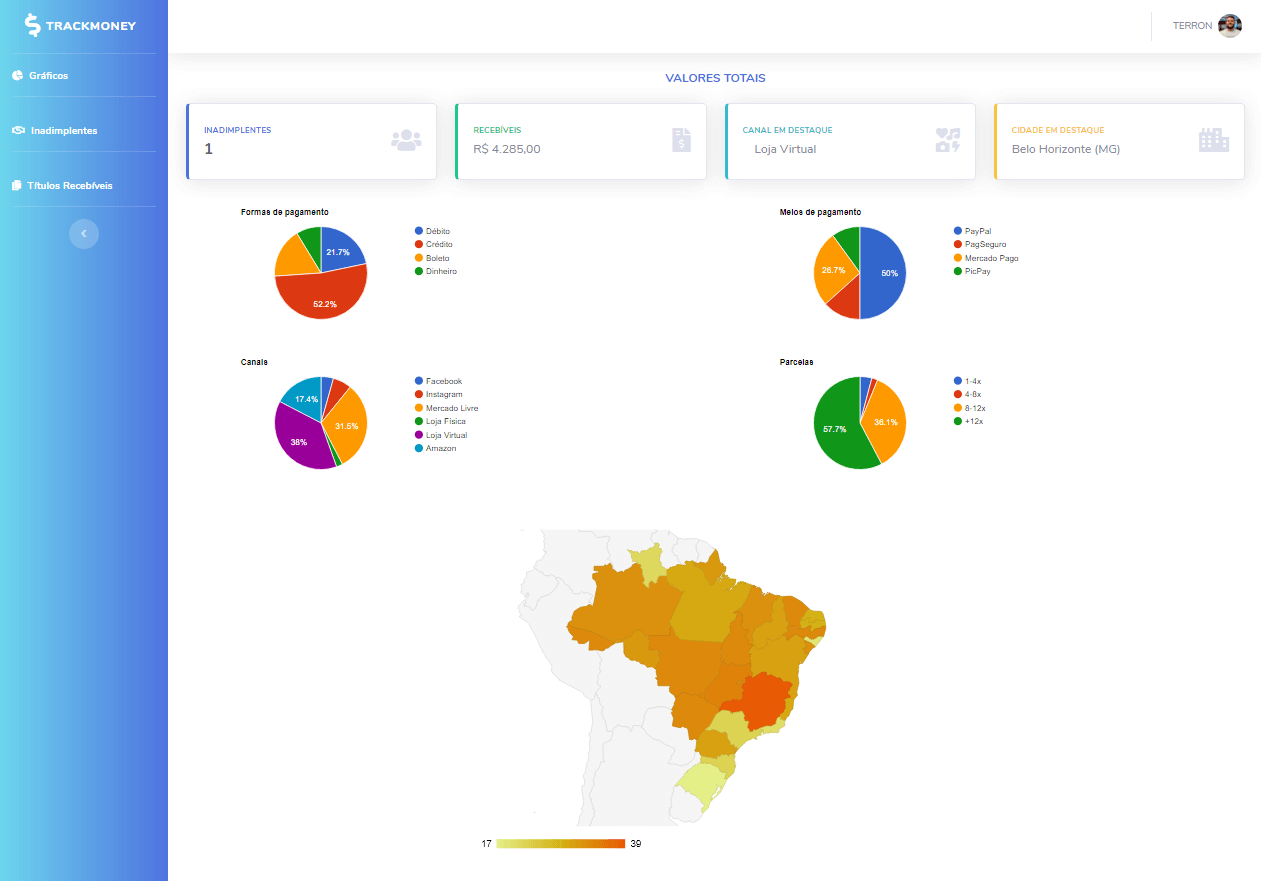 TRACKMONEY
TERRON
Gráficos
Inadimplentes
Títulos Recebíveis
VALORES TOTAIS
INADIMPLENTES
1
RECEBÍVEIS
R$ 4.285,00
CANAL EM DESTAQUE
Loja Virtual
CIDADE EM DESTAQUE
Belo Horizonte (MG)
Formas de pagamento
21.7%
52.2%
Débito
Crédito
Boleto
Dinheiro
Meios de pagamento
50%
26.7%
PayPal
PagSeguro
Mercado Pago
PicPay
Canais
17.4%
31.5%
38%
Facebook
Instagram
Mercado Livre
Loja Física
Loja Virtual
Amazon
Parcelas
57.7%
36.1%
1-4x
4-8x
8-12x
+12x
17
39